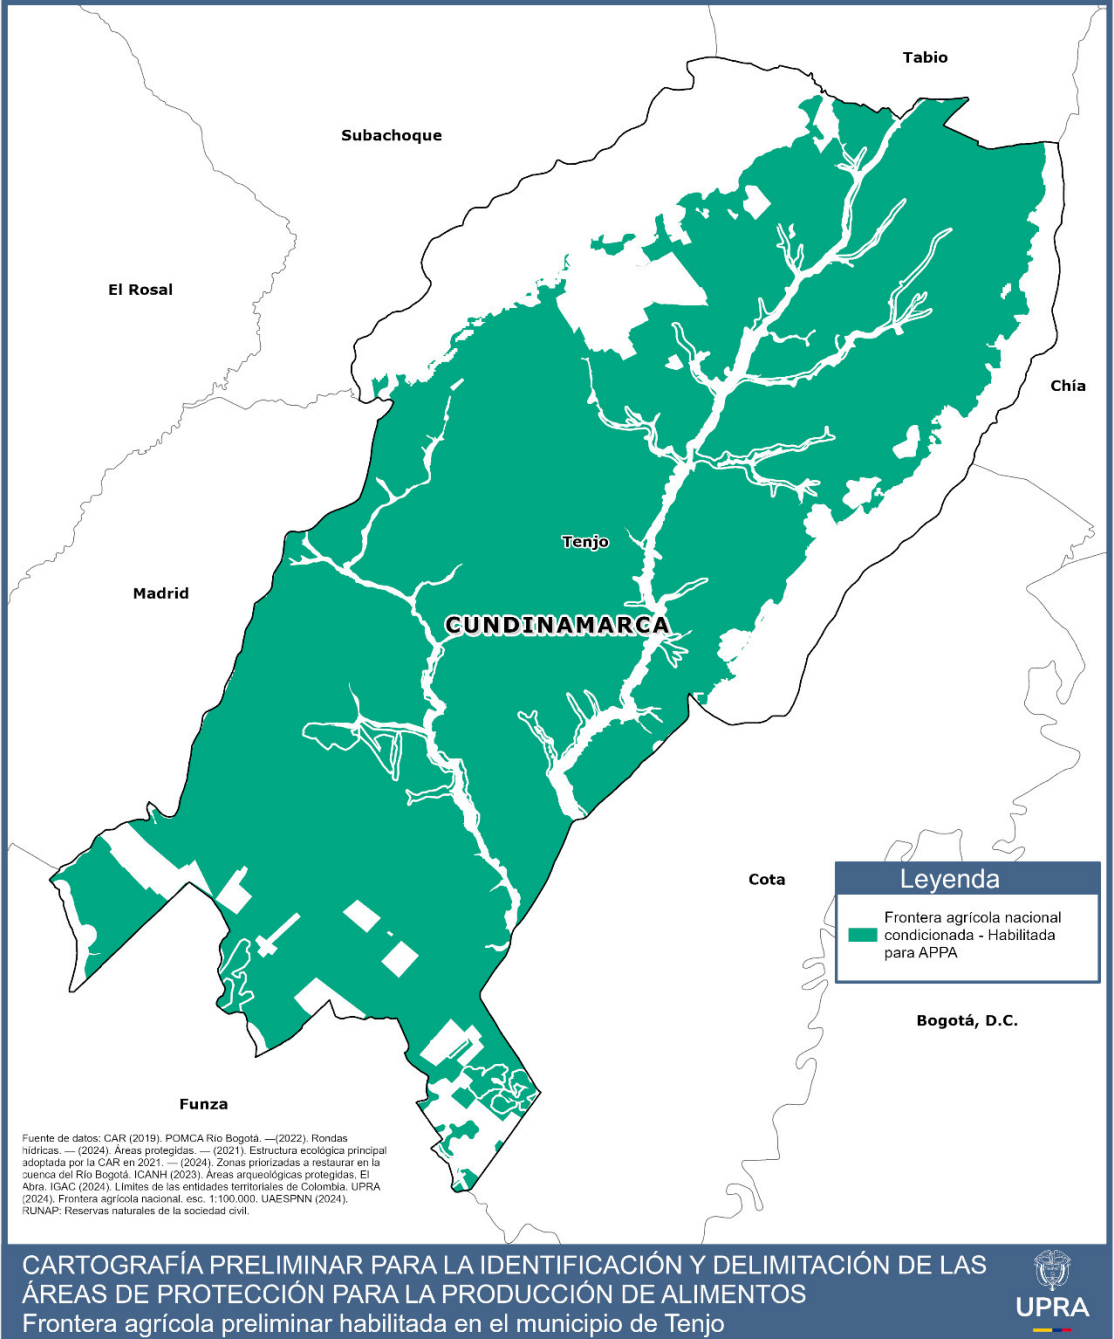 Tabio
Subachoque
El Rosal
Chía
Tenjo
Madrid
CUNDINAMARCA
Cota
Leyenda
Frontera agrícola nacional
condicionada - Habilitada
para APPA
Bogotá, D.C.
Funza
Fuente de datos: CAR (2019). POMCA Río Bogotá. —(2022). Rondas
hídricas. — (2024). Áreas protegidas. — (2021). Estructura ecológica principal
adoptada por la CAR en 2021. — (2024). Zonas priorizadas a restaurar en la
cuenca del Río Bogotá. ICANH (2023). Áreas arqueológicas protegidas, El
Abra. IGAC (2024). Límites de las entidades territoriales de Colombia. UPRA
(2024). Frontera agrícola nacional. esc. 1:100.000. UAESPNN (2024).
RUNAP: Reservas naturales de la sociedad civil.
CARTOGRAFÍA PRELIMINAR PARA LA IDENTIFICACIÓN Y DELIMITACIÓN DE LAS
ÁREAS DE PROTECCIÓN PARA LA PRODUCCIÓN DE ALIMENTOS
Frontera agrícola preliminar habilitada en el municipio de Tenjo
UPRA